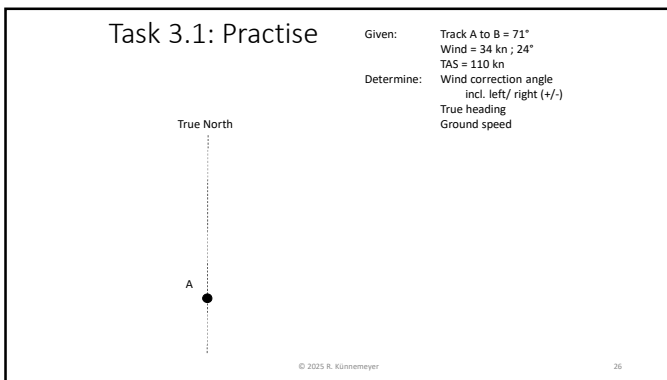 Task 3.1: Practise
Given: Track A to B = 71°
Wind = 34 kn ; 24°
TAS = 110 kn
Determine: Wind correction angle
incl. left/ right (+/-)
True heading
Ground speed
True North
A
© 2025 R. Künnemeyer
26